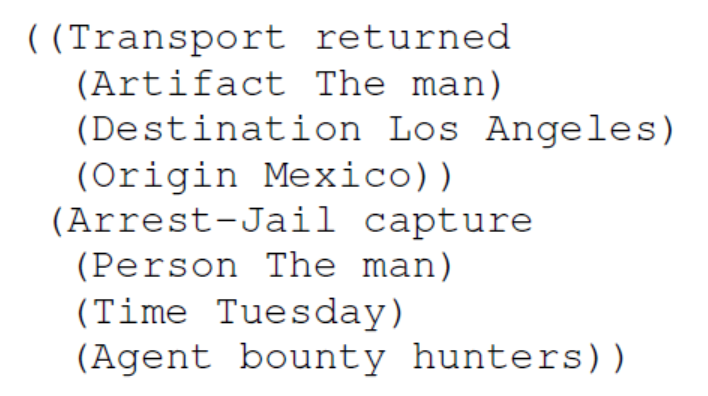 ((Transport returned
(Artifact The man)
(Destination Los Angeles)
(Origin Mexico))
(Arrest-Jail capture
(Person The man)
(Time Tuesday)
(Agent bounty hunters))